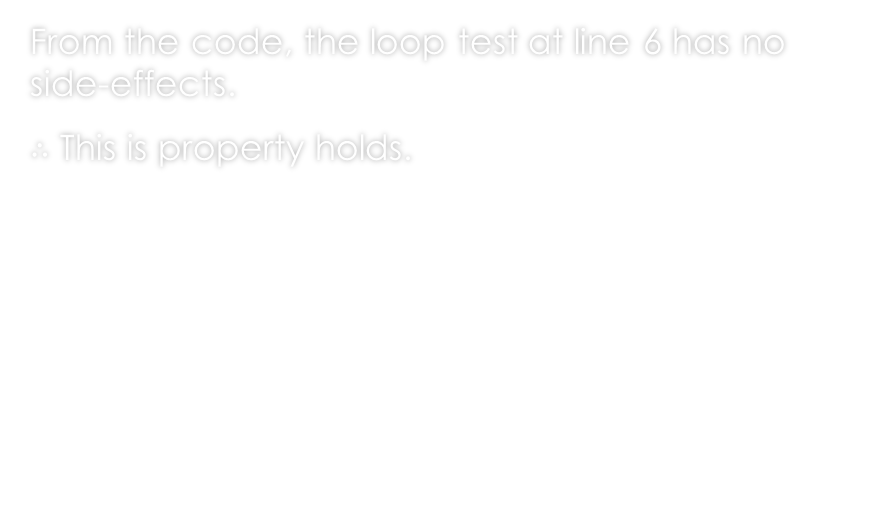 From the code, the loop test at line 6 has no
side-effects.
∴ This is property holds.